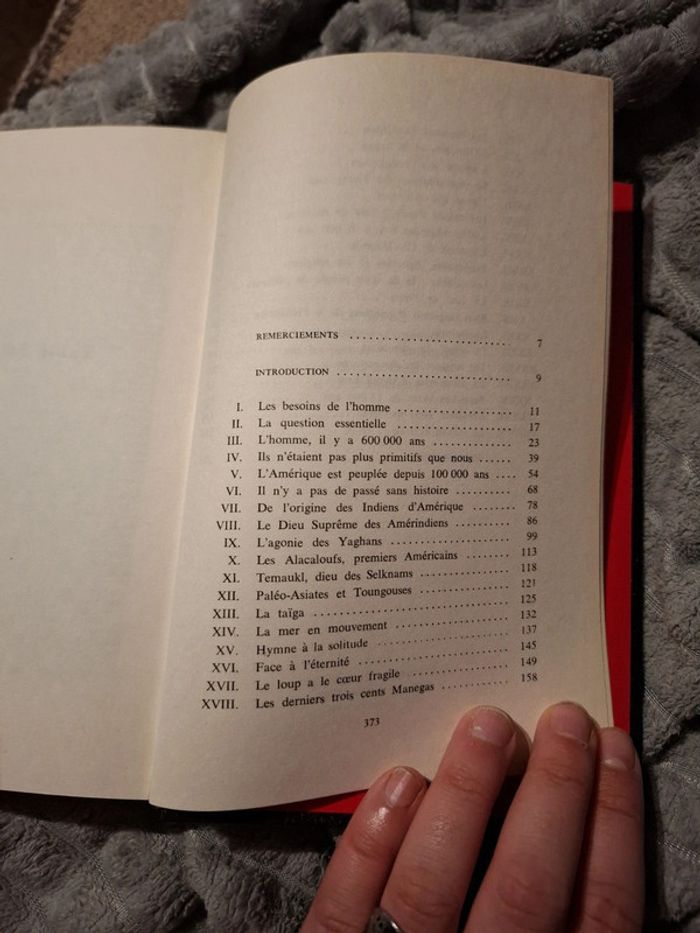 REMERCIEMENTS .............................. 7
INTRODUCTION .............................. 9
I. Les besoins de l'homme .................... 11
II. La question essentielle .................... 17
III. L'homme, il y a 600 000 ans .............. 23
IV. Ils n'étaient pas plus primitifs que nous ...... 39
V. L'Amérique est peuplée depuis 100 000 ans .... 54
VI. Il n'y a pas de passé sans histoire .......... 68
VII. De l'origine des Indiens d'Amérique ........ 78
VIII. Le Dieu Suprême des Amérindiens .......... 86
IX. L'agonie des Yaghans .................... 99
X. Les Alacaloufs, premiers Américains ........ 113
XI. Temaukl, dieu des Selknams .............. 118
XII. Paléo-Asiates et Toungouses .............. 121
XIII. La taïga .............................. 125
XIV. La mer en mouvement .................... 132
XV. Hymne à la solitude .................... 137
XVI. Face à l'éternité ........................ 145
XVII. Le loup a le cœur fragile ................ 149
XVIII. Les derniers trois cents Manegas .......... 158
373